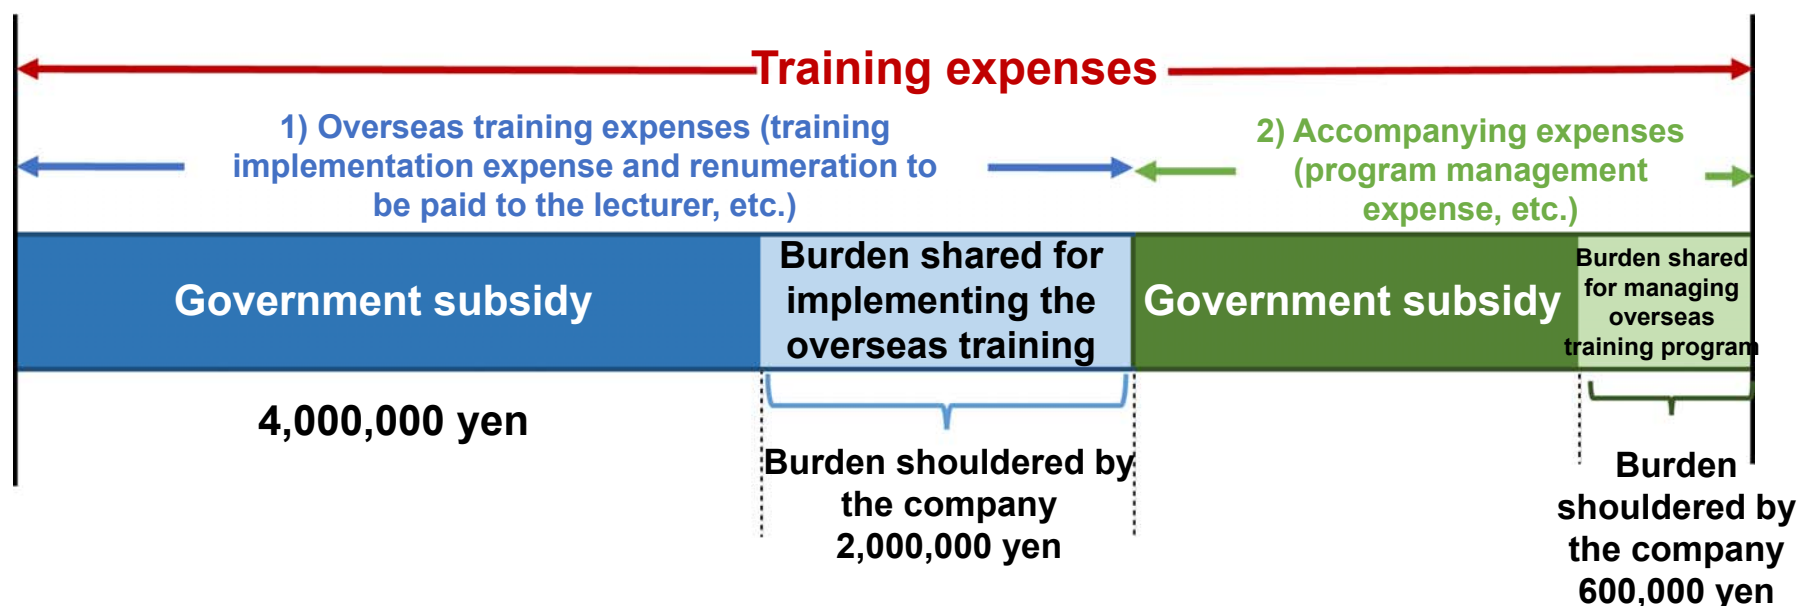 Training expenses
1) Overseas training expenses (training
implementation expense and renumeration to
be paid to the lecturer, etc.)
2) Accompanying expenses
(program management
expense, etc.)
Government subsidy
Burden shared for
implementing the
overseas training
Government subsidy
Burden shared
for managing
overseas
training program
4,000,000 yen
Burden shouldered by
the company
2,000,000 yen
Burden
shouldered by
the company
600,000 yen